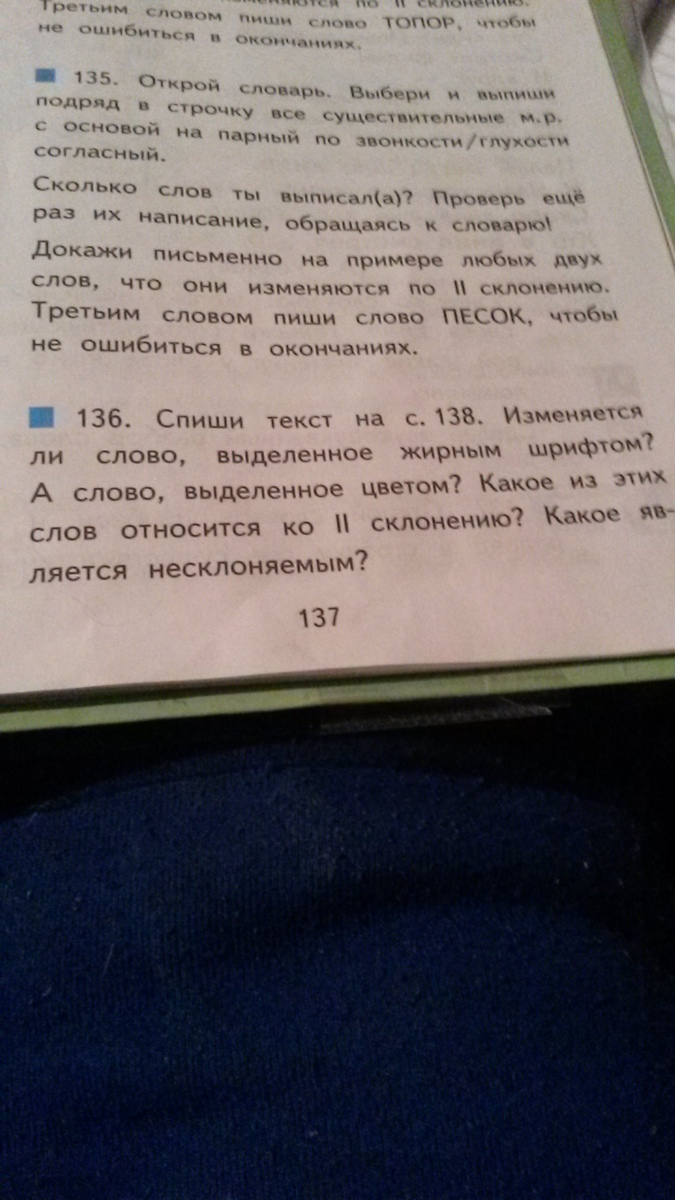 по II склонению.
Третьим словом пиши слово ТОПОР, чтобы
не ошибиться в окончаниях.
135. Открой словарь. Выбери и выпиши
подряд в строчку все существительные м.р.
с основой на парный по звонкости/глухости
согласный.
Сколько слов ты выписал(а)? Проверь ещё
раз их написание, обращаясь к словарю!
Докажи письменно на примере любых двух
слов, что они изменяются по II склонению.
Третьим словом пиши слово ПЕСОК, чтобы
не ошибиться в окончаниях.
136. Спиши текст на с. 138. Изменяется
ли слово, выделенное жирным шрифтом?
А слово, выделенное цветом? Какое из этих
слов относится ко II склонению? Какое яв-
ляется несклоняемым?
137